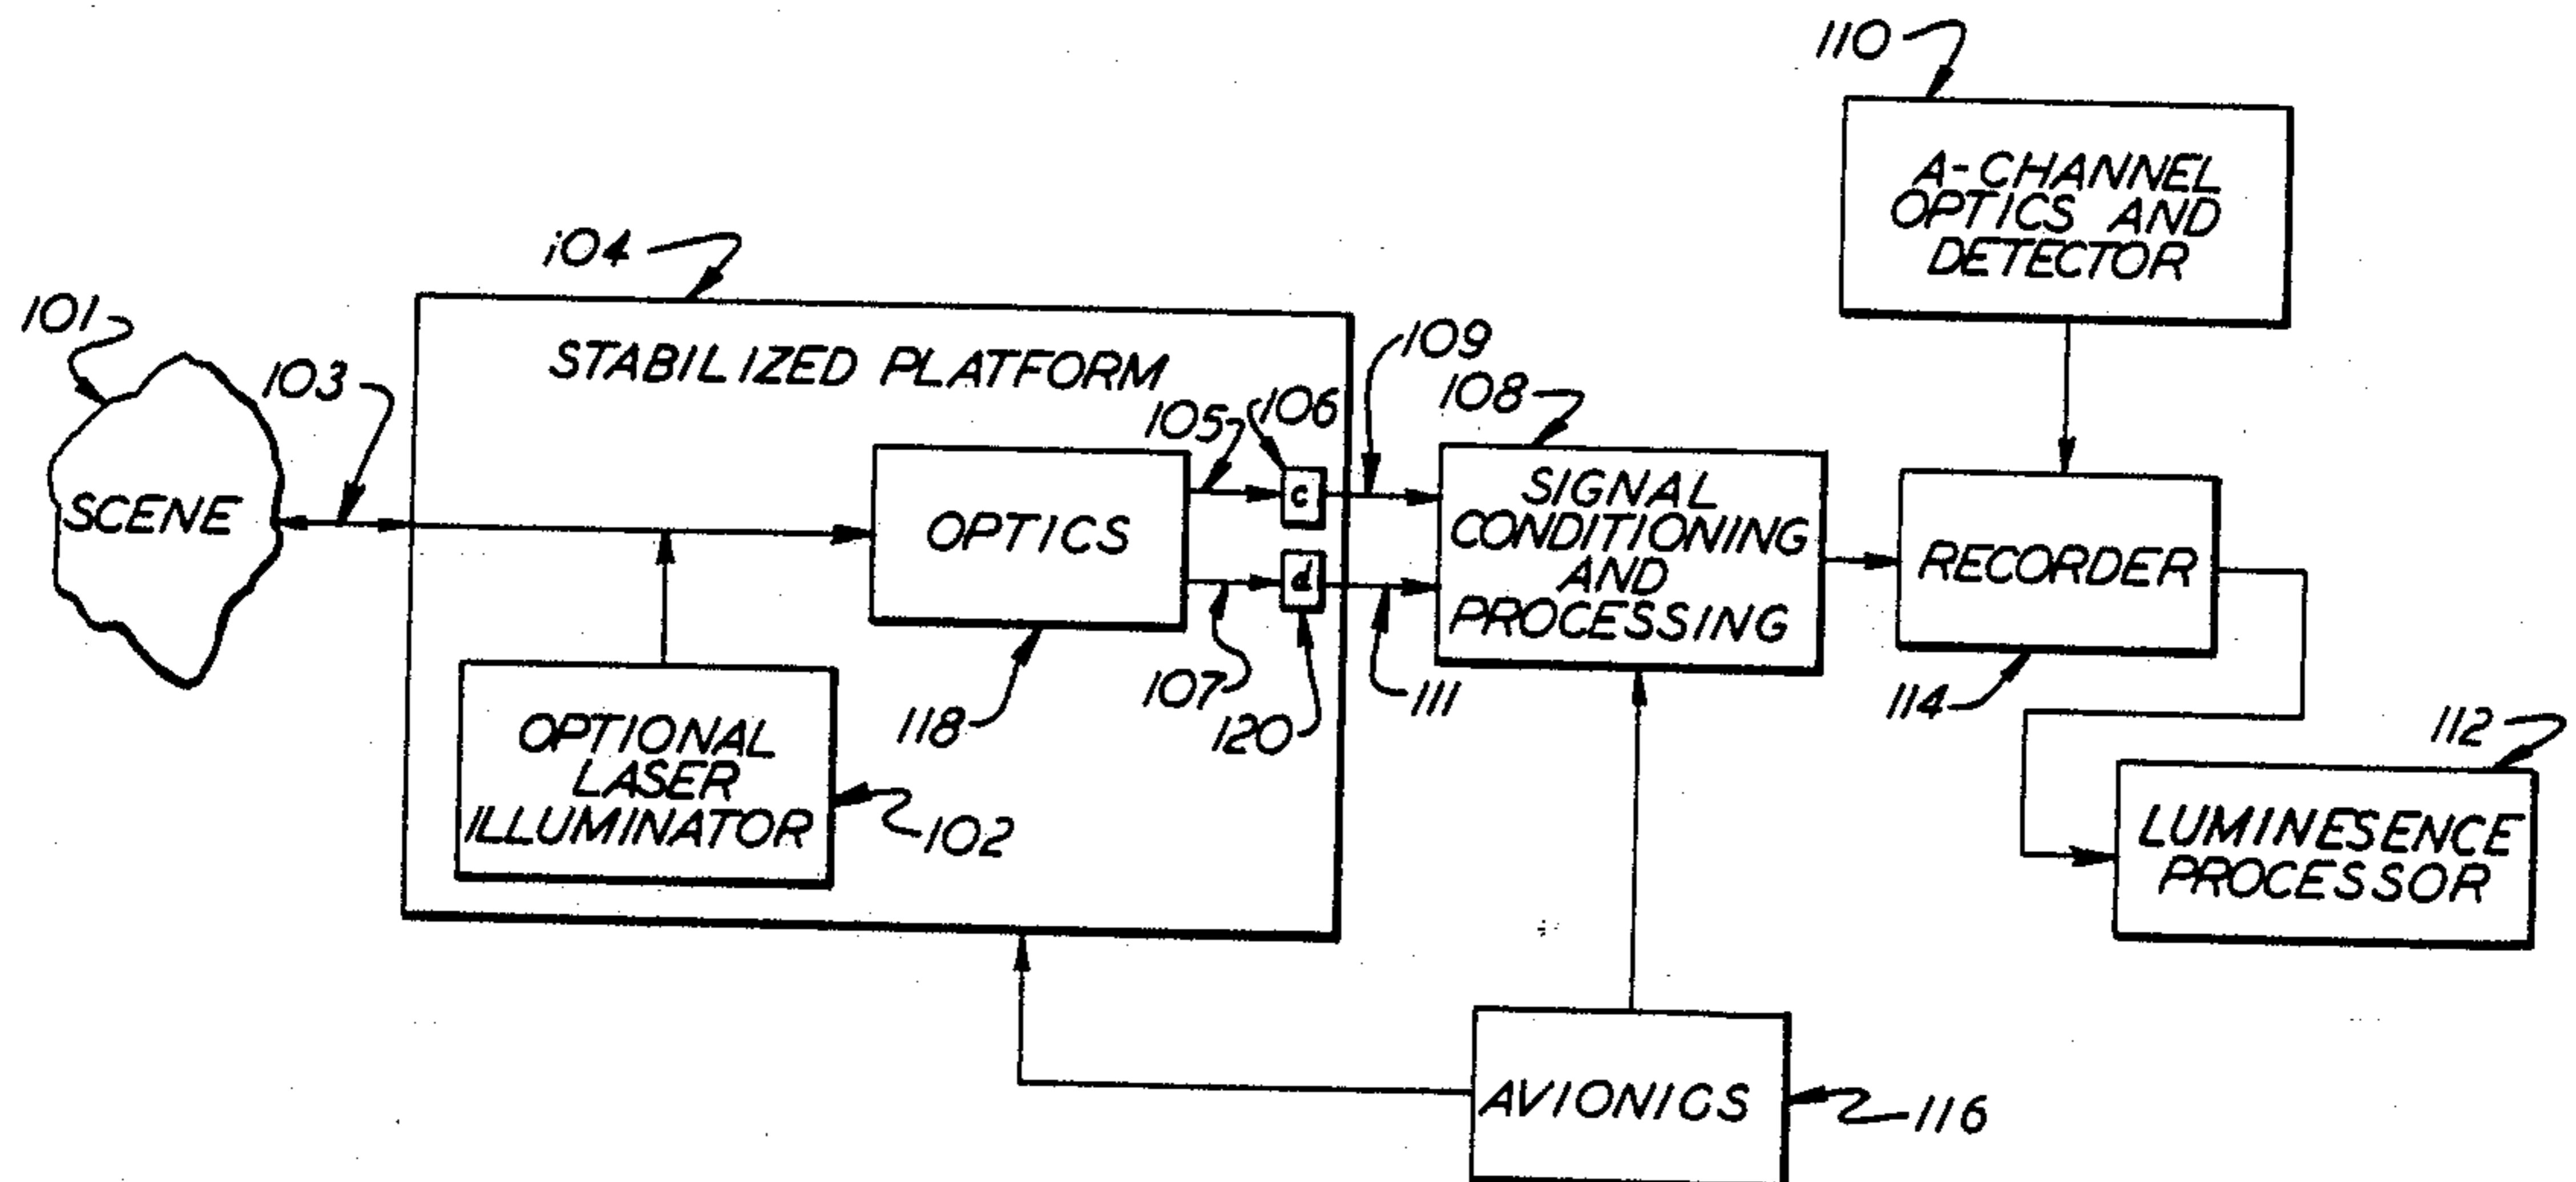 110
A-CHANNEL
OPTICS AND
DETECTOR
104
101
STABILIZED PLATFORM
109
103
105
106
108
SCENE
OPTICS
c
d
SIGNAL
CONDITIONING
AND
PROCESSING
RECORDER
107
118
120
111
114
112
OPTIONAL
LASER
ILLUMINATOR
102
LUMINESENCE
PROCESSOR
AVIONICS
116